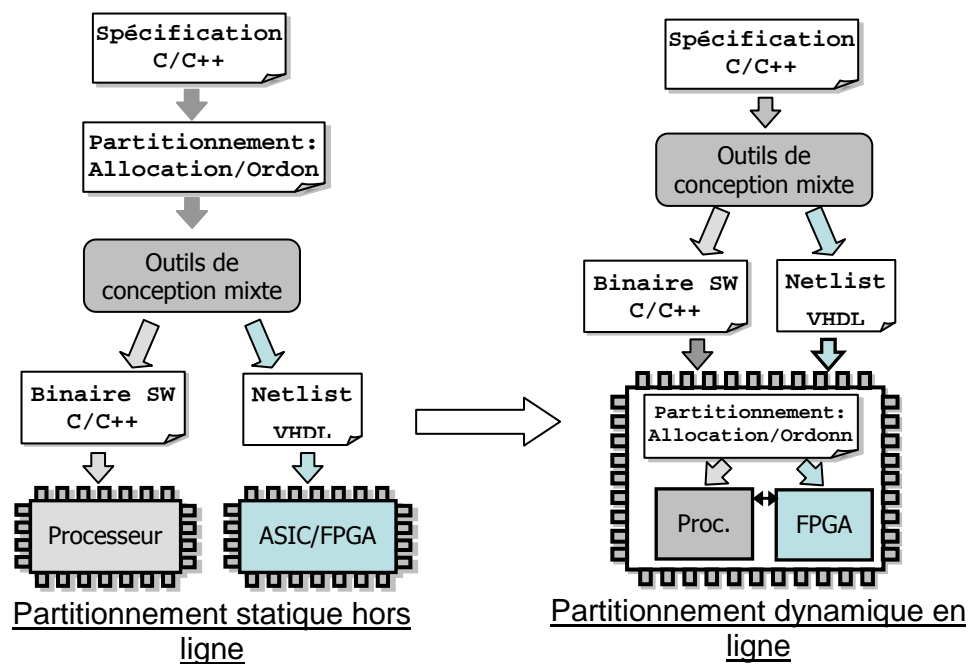 Spécification
C/C++
Partitionnement:
Allocation/Ordon
Outils de
conception mixte
Binaire SW
C/C++
Netlist
VHDL
Processeur
ASIC/FPGA
Partitionnement statique hors
ligne
Spécification
C/C++
Outils de
conception mixte
Binaire SW
C/C++
Netlist
VHDL
Partitionnement:
Allocation/Ordonn
Proc.
FPGA
Partitionnement dynamique en
ligne